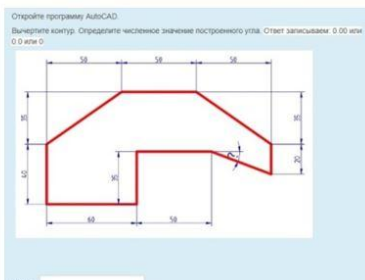 Откройте программу AutoCAD.
Вычертите контур. Определите численное значение построенного угла. Ответ записываем: 0.00 или
0.0 или 0
50 50 50
35 35
?
20
40 35
60 50